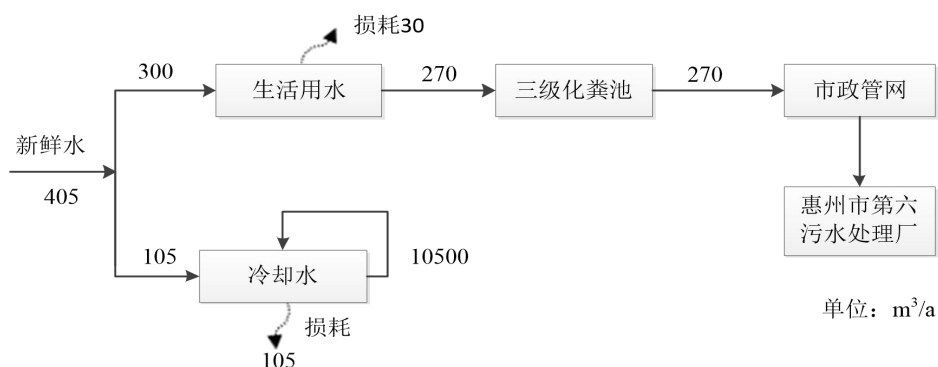 损耗30
300
生活用水
270
三级化粪池
270
市政管网
新鲜水
405
惠州市第六
污水处理厂
105
冷却水
10500
损耗
105
单位：m³/a